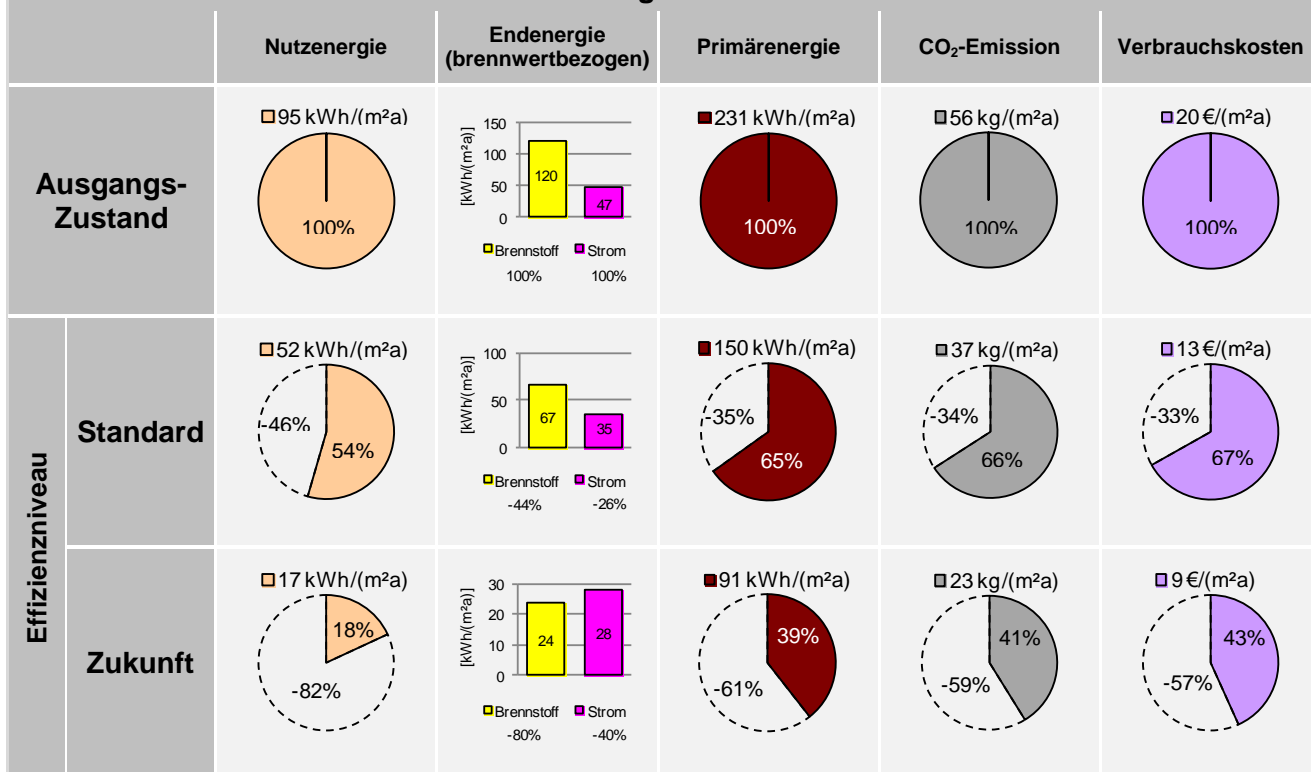 Nutzenergie
Endenergie
(brennwertbezogen)
Primärenergie
CO₂-Emission
Verbrauchskosten
Ausgangs-
Zustand
95 kWh/(m²a)
100%
[kWh/(m²a)]
150
100
50
0
120
47
Brennstoff Strom
100% 100%
231 kWh/(m²a)
100%
56 kg/(m²a)
100%
20 €/(m²a)
100%
Effizienzniveau
Standard
52 kWh/(m²a)
-46%
54%
[kWh/(m²a)]
100
50
0
67
35
Brennstoff Strom
-44% -26%
150 kWh/(m²a)
-35%
65%
37 kg/(m²a)
-34%
66%
13 €/(m²a)
-33%
67%
Zukunft
17 kWh/(m²a)
18%
-82%
[kWh/(m²a)]
30
20
10
0
24
28
Brennstoff Strom
-80% -40%
91 kWh/(m²a)
39%
-61%
23 kg/(m²a)
41%
-59%
9 €/(m²a)
43%
-57%